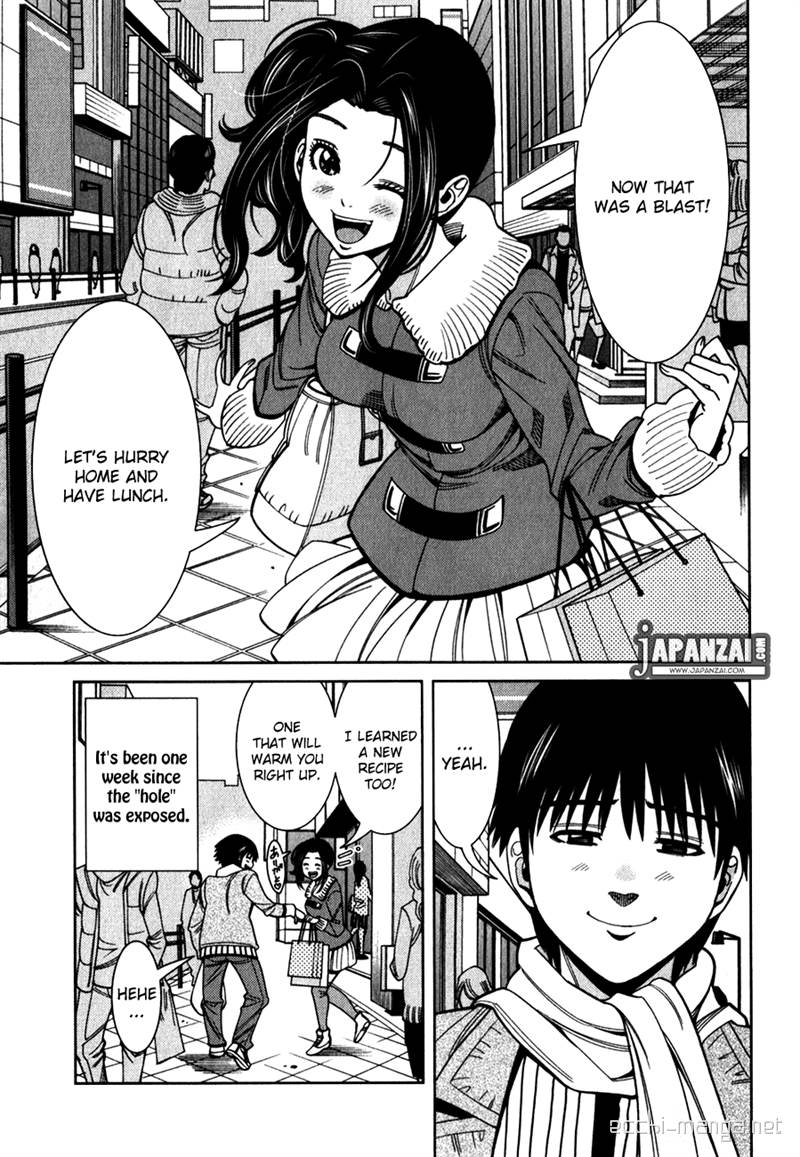 NOW THAT
WAS A BLAST!
LET'S HURRY
HOME AND
HAVE LUNCH.
JAPANZAI.COM
WWW.JAPANZAI.COM
...
YEAH.
I LEARNED
A NEW
RECIPE
TOO!
ONE
THAT WILL
WARM YOU
RIGHT UP.
It's been one
week since
the "hole"
was exposed.
HEHE...
ecchi-manga.net